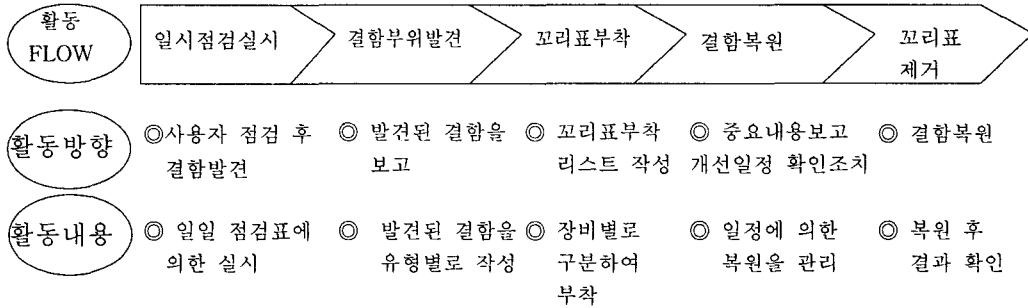 활동
FLOW
일시점검실시
결함부위발견
꼬리표부착
결함복원
꼬리표
제거
활동방향
◎사용자 점검 후
결함발견
◎ 발견된 결함을
보고
◎ 꼬리표부착
리스트 작성
◎ 중요내용보고
개선일정 확인조치
◎ 결함복원
활동내용
◎ 일일 점검표에
의한 실시
◎ 발견된 결함을
유형별로 작성
◎ 장비별로
구분하여
부착
◎ 일정에 의한
복원을 관리
◎ 복원 후
결과 확인